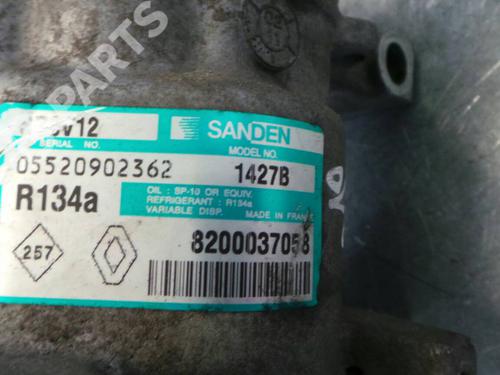 PARTS
SANDEN
SERIAL NO.
MODEL NO.
05520902362
1427B
R134a
OIL : SP-10 OR EQUIV.
REFRIGERANT : R134a
VARIABLE DISP. MADE IN FRANCE
257
8200037058